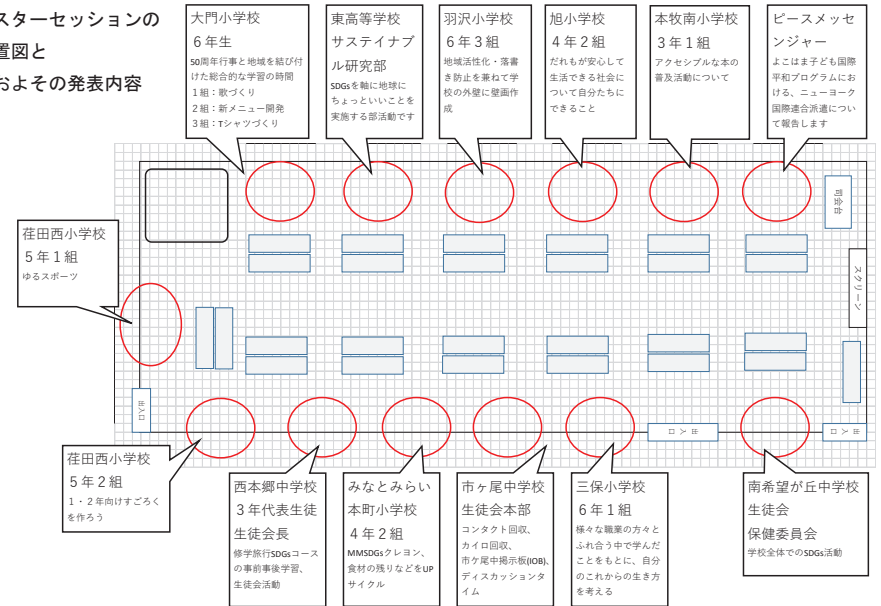 スターセッションの
置図と
およその発表内容
大門小学校
６年生
50周年行事と地域を結び付
けた総合的な学習の時間
１組：歌づくり
２組：新メニュー開発
３組：Tシャツづくり
東高等学校
サステイナブ
ル研究部
SDGsを軸に地球に
ちょっといいことを
実施する部活動です
羽沢小学校
６年３組
地域活性化・落書
き防止を兼ねて学
校の外壁に壁画作
成
旭小学校
４年２組
だれもが安心して
生活できる社会に
ついて自分たちに
できること
本牧南小学校
３年１組
アクセシブルな本の
普及活動について
ピースメッセ
ンジャー
よこはま子ども国際
平和プログラムにお
ける、ニューヨーク
国際連合派遣につい
て報告します
司会台
スクリーン
荏田西小学校
５年１組
ゆるスポーツ
出入口
出入口
出入口
荏田西小学校
５年２組
１・２年向けすごろく
を作ろう
西本郷中学校
３年代表生徒
生徒会長
修学旅行SDGsコース
の事前事後学習、
生徒会活動
みなとみらい
本町小学校
４年２組
MMSDGsクレヨン、
食材の残りなどをUP
サイクル
市ヶ尾中学校
生徒会本部
コンタクト回収、
カイロ回収、
市ケ尾中掲示板(IOB)、
ディスカッションタ
イム
三保小学校
６年１組
様々な職業の方々と
ふれ合う中で学んだ
ことをもとに、自分
のこれからの生き方
を考える
南希望が丘中学校
生徒会
保健委員会
学校全体でのSDGs活動